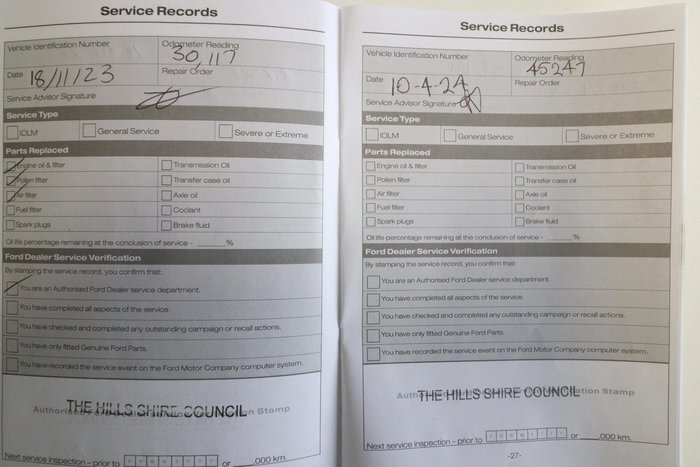 Service Records
Vehicle Identification Number
Odometer Reading
30,117
Date 18/11/23
Repair Order
Service Advisor Signature
Service Type
IOLM General Service Severe or Extreme
Parts Replaced
Engine oil & filter Transmission Oil
Pollen filter Transfer case oil
Air filter Axle oil
Fuel filter Coolant
Spark plugs Brake fluid
Oil life percentage remaining at the conclusion of service - ______%
Ford Dealer Service Verification
By stamping the service record, you confirm that:
You are an Authorised Ford Dealer service department.
You have completed all aspects of the service.
You have checked and completed any outstanding campaign or recall actions.
You have only fitted Genuine Ford Parts.
You have recorded the service event on the Ford Motor Company computer system.
THE HILLS SHIRE COUNCIL
Next service inspection – prior to D D M M Y Y Y Y or ___,000 km.
Service Records
Vehicle Identification Number
Odometer Reading
45247
Date 10-4-24
Repair Order
Service Advisor Signature
Service Type
IOLM General Service Severe or Extreme
Parts Replaced
Engine oil & filter Transmission Oil
Pollen filter Transfer case oil
Air filter Axle oil
Fuel filter Coolant
Spark plugs Brake fluid
Oil life percentage remaining at the conclusion of service - ______%
Ford Dealer Service Verification
By stamping the service record, you confirm that:
You are an Authorised Ford Dealer service department.
You have completed all aspects of the service.
You have checked and completed any outstanding campaign or recall actions.
You have only fitted Genuine Ford Parts.
You have recorded the service event on the Ford Motor Company computer system.
THE HILLS SHIRE COUNCIL
Next service inspection – prior to D D M M Y Y Y Y or ___,000 km.
-27-